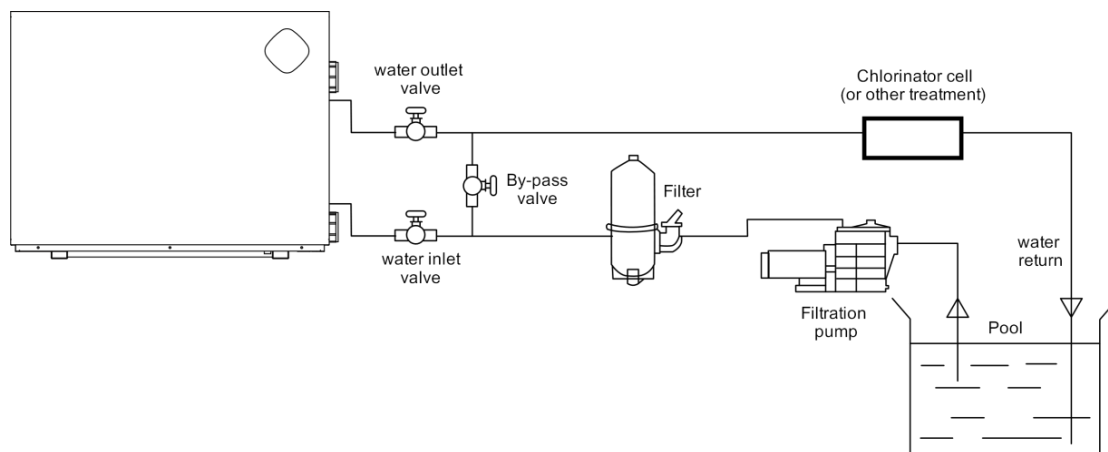 water outlet
valve
Chlorinator cell
(or other treatment)
By-pass
valve
Filter
water inlet
valve
water
return
Filtration
pump
Pool